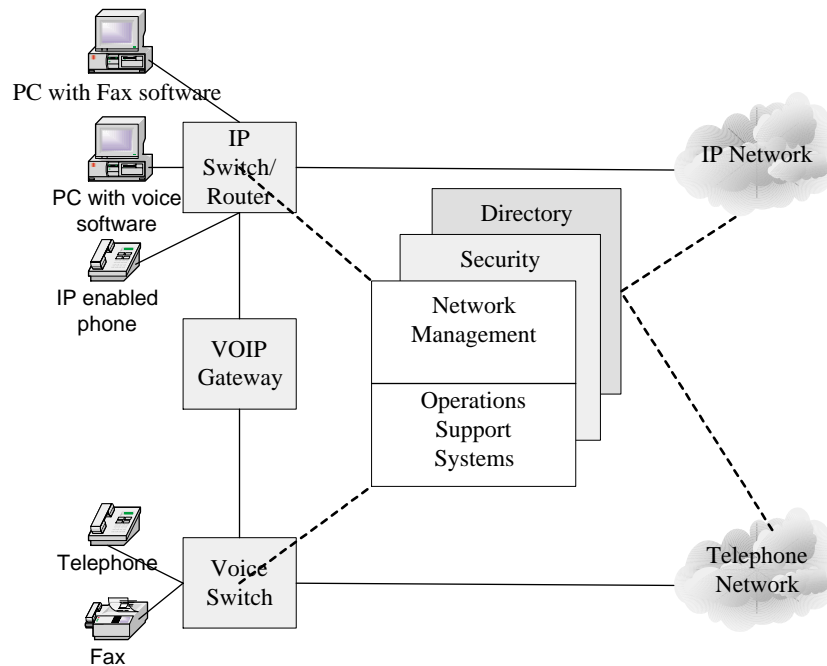 PC with Fax software
IP
Switch/
Router
IP Network
PC with voice
software
Directory
Security
IP enabled
phone
Network
Management
VOIP
Gateway
Operations
Support
Systems
Telephone
Voice
Switch
Telephone
Network
Fax